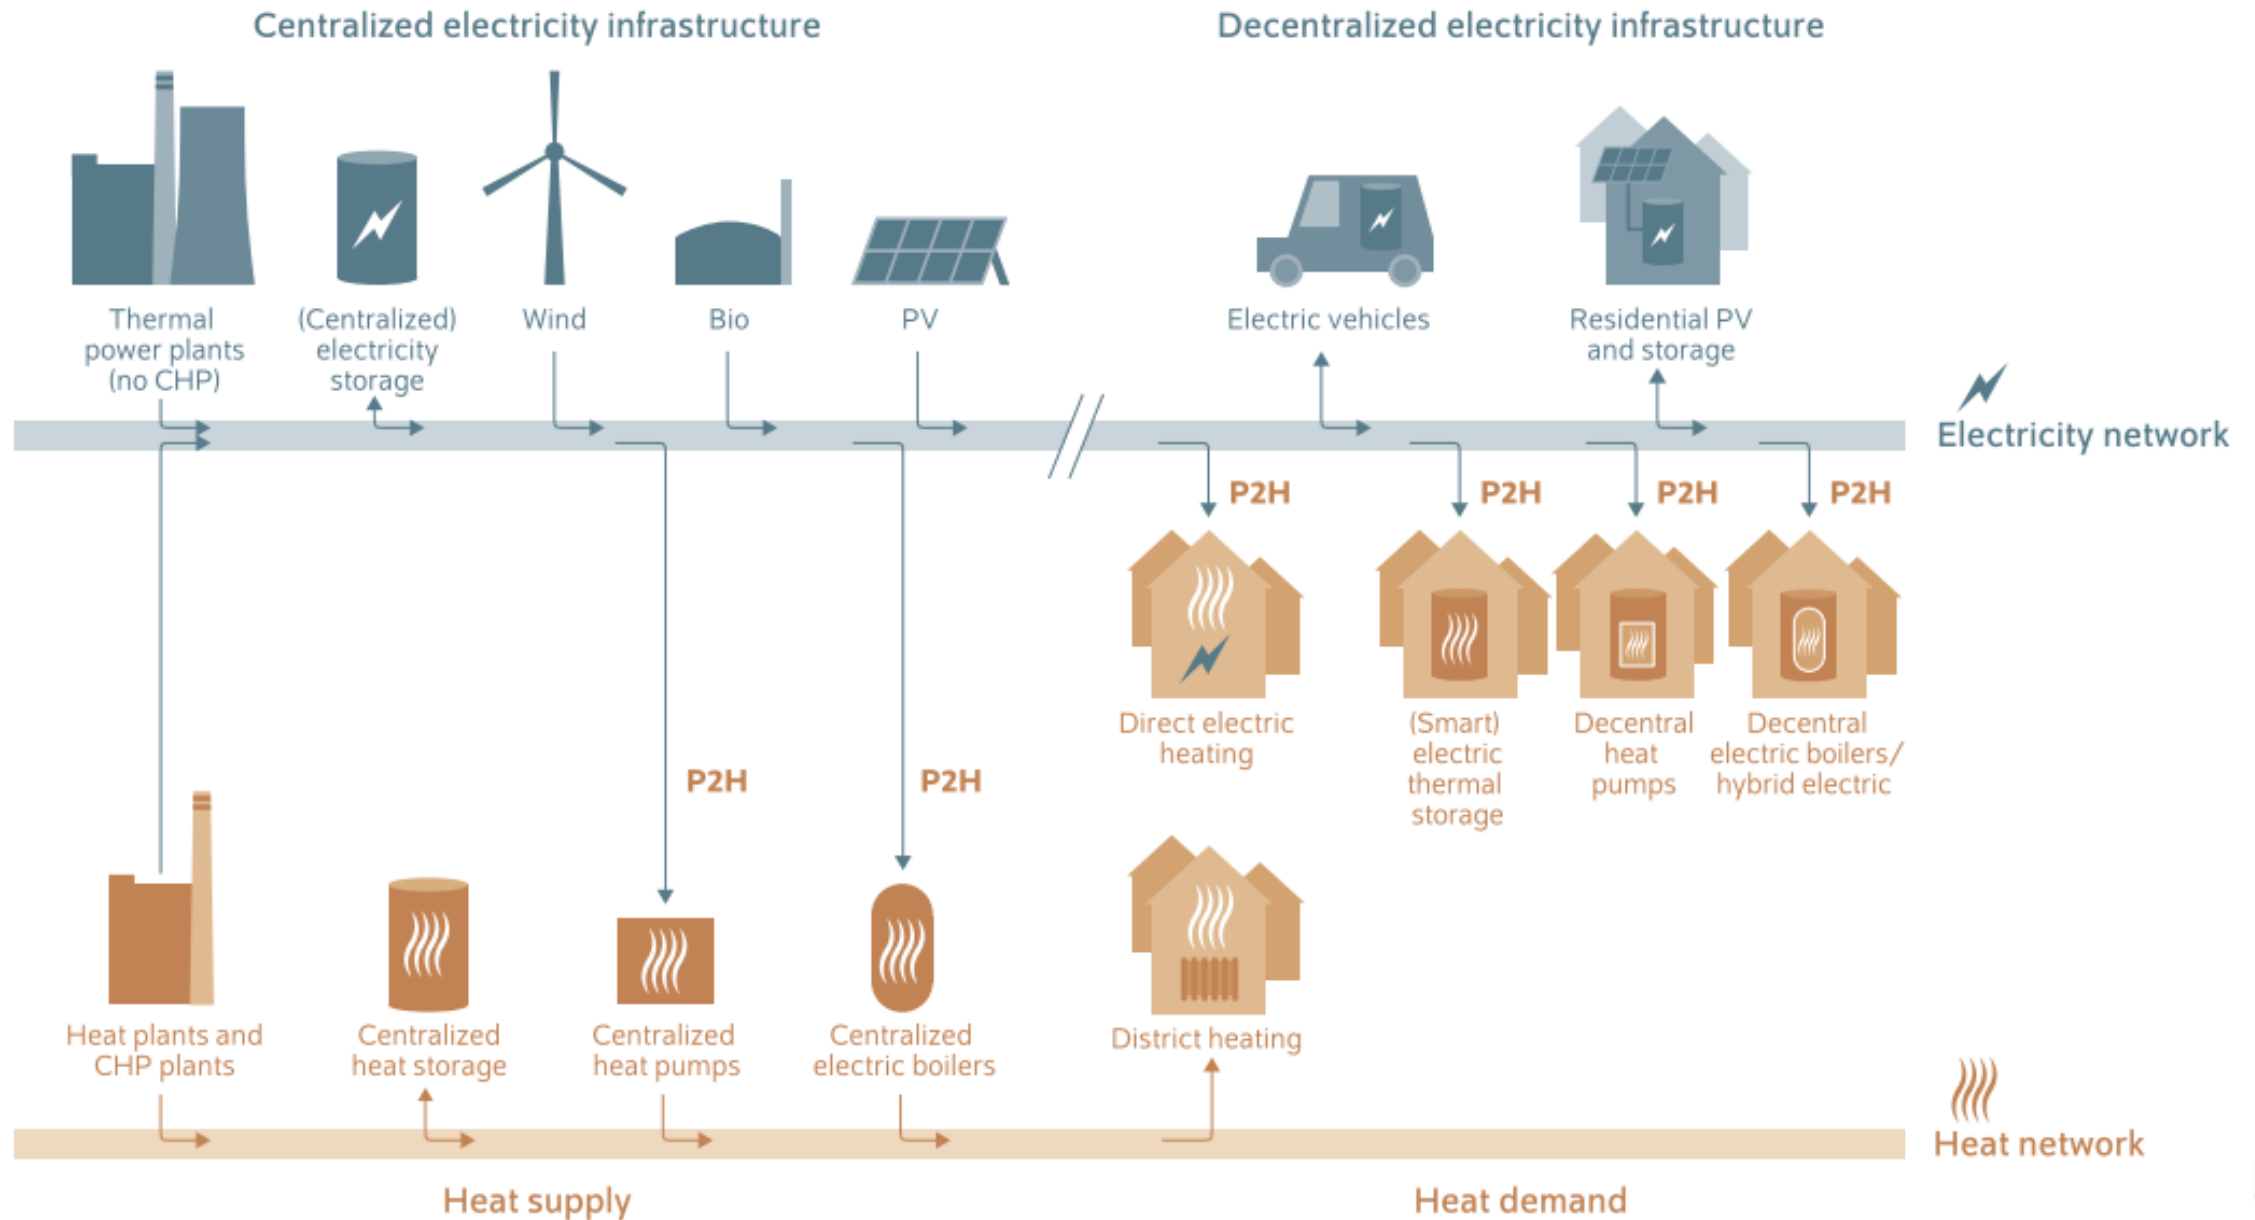 Centralized electricity infrastructure
Decentralized electricity infrastructure
Thermal
power plants
(no CHP)
(Centralized)
electricity
storage
Wind
Bio
PV
Electric vehicles
Residential PV
and storage
Electricity network
P2H
P2H
P2H
P2H
Direct electric
heating
(Smart)
electric
thermal
storage
Decentral
heat
pumps
Decentral
electric boilers/
hybrid electric
P2H
P2H
Heat plants and
CHP plants
Centralized
heat storage
Centralized
heat pumps
Centralized
electric boilers
District heating
Heat network
Heat supply
Heat demand